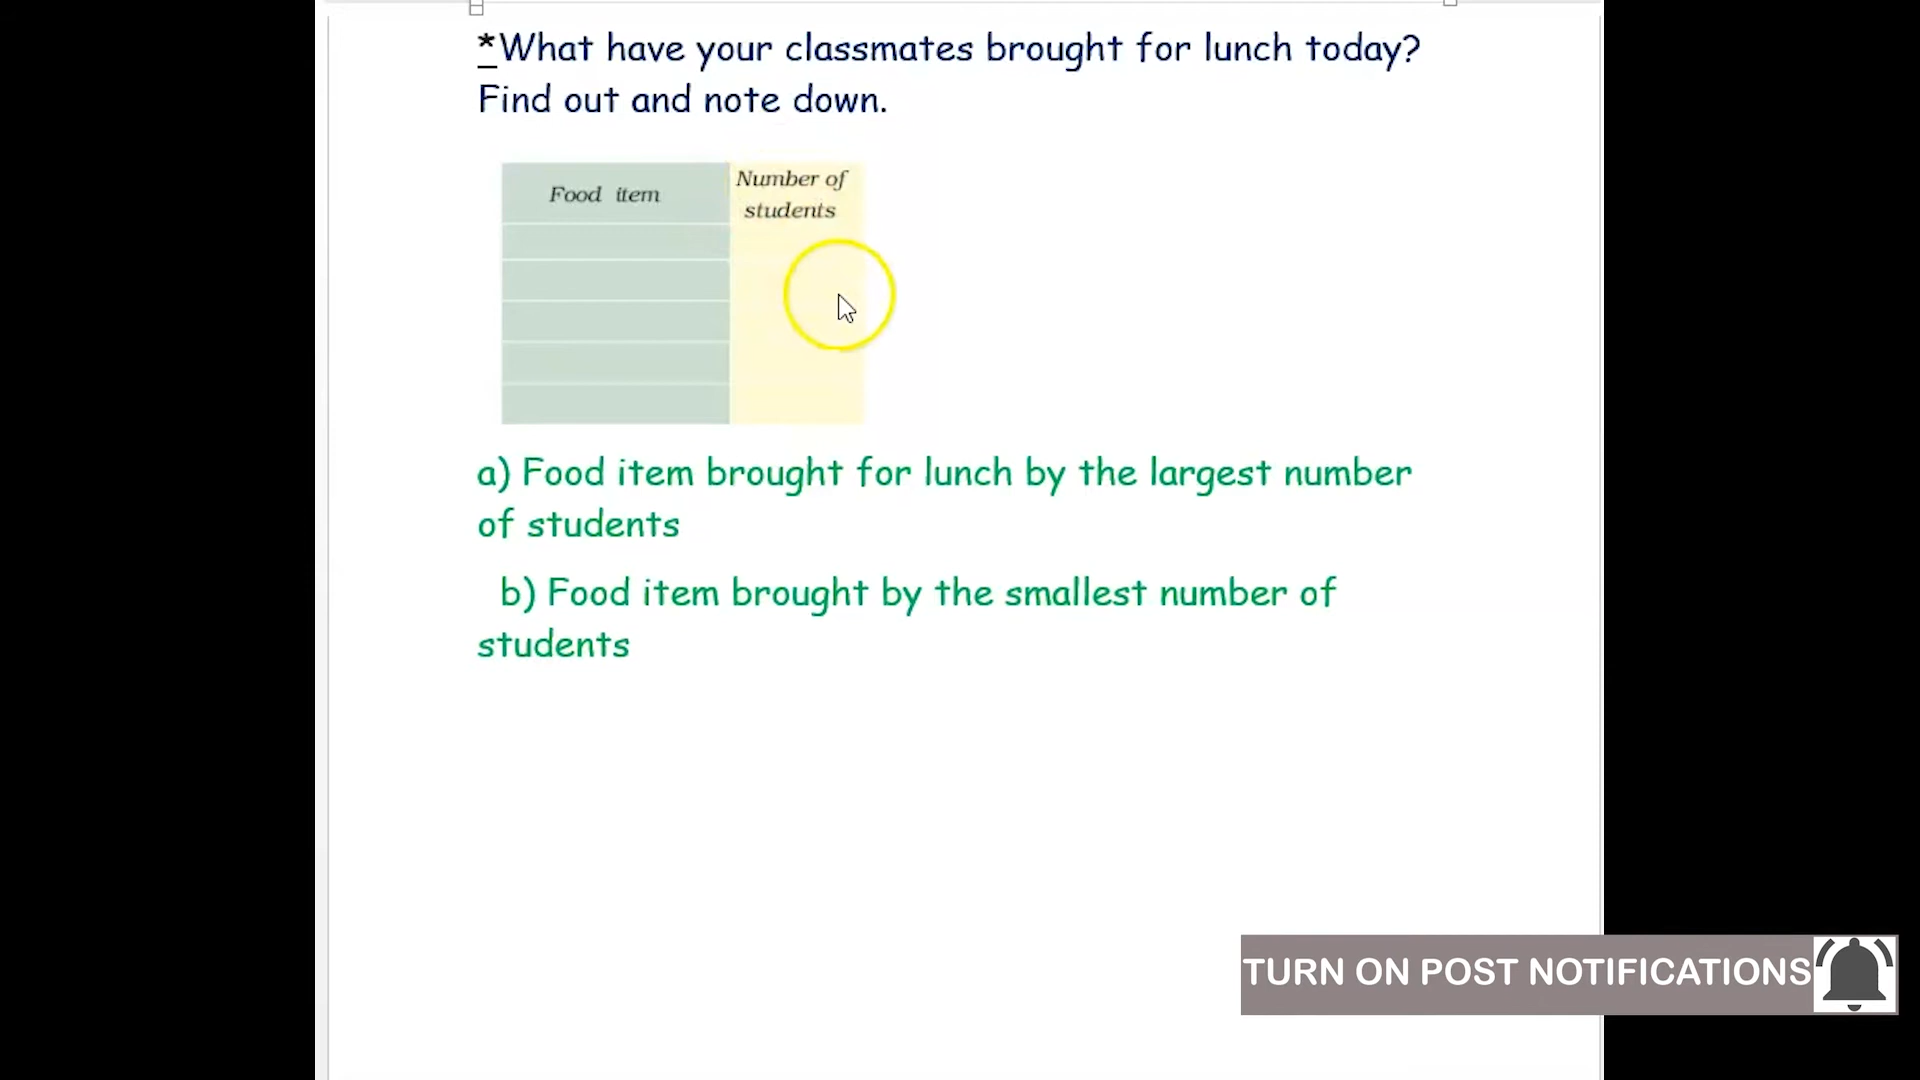 *What have your classmates brought for lunch today?
Find out and note down.
Food item
Number of
students
a) Food item brought for lunch by the largest number
of students
b) Food item brought by the smallest number of
students
TURN ON POST NOTIFICATIONS